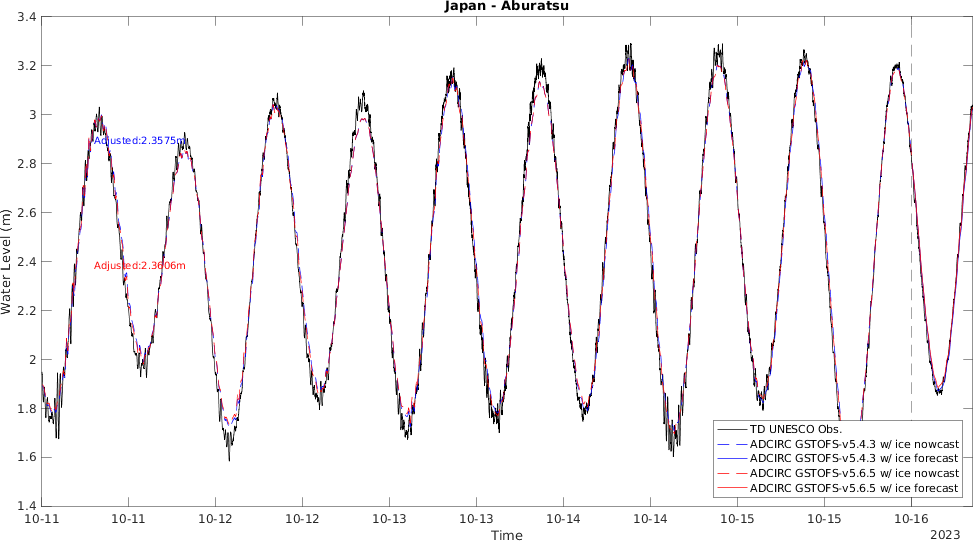 Japan - Aburatsu
3.4
3.2
3
2.8
2.6
2.4
2.2
2
1.8
1.6
1.4
Water Level (m)
Adjusted:2.3575m
Adjusted:2.3606m
TD UNESCO Obs.
ADCIRC GSTOFS-v5.4.3 w/ ice nowcast
ADCIRC GSTOFS-v5.4.3 w/ ice forecast
ADCIRC GSTOFS-v5.6.5 w/ ice nowcast
ADCIRC GSTOFS-v5.6.5 w/ ice forecast
10-11 10-11 10-12 10-12 10-13 10-13 10-14 10-14 10-15 10-15 10-16
Time
2023